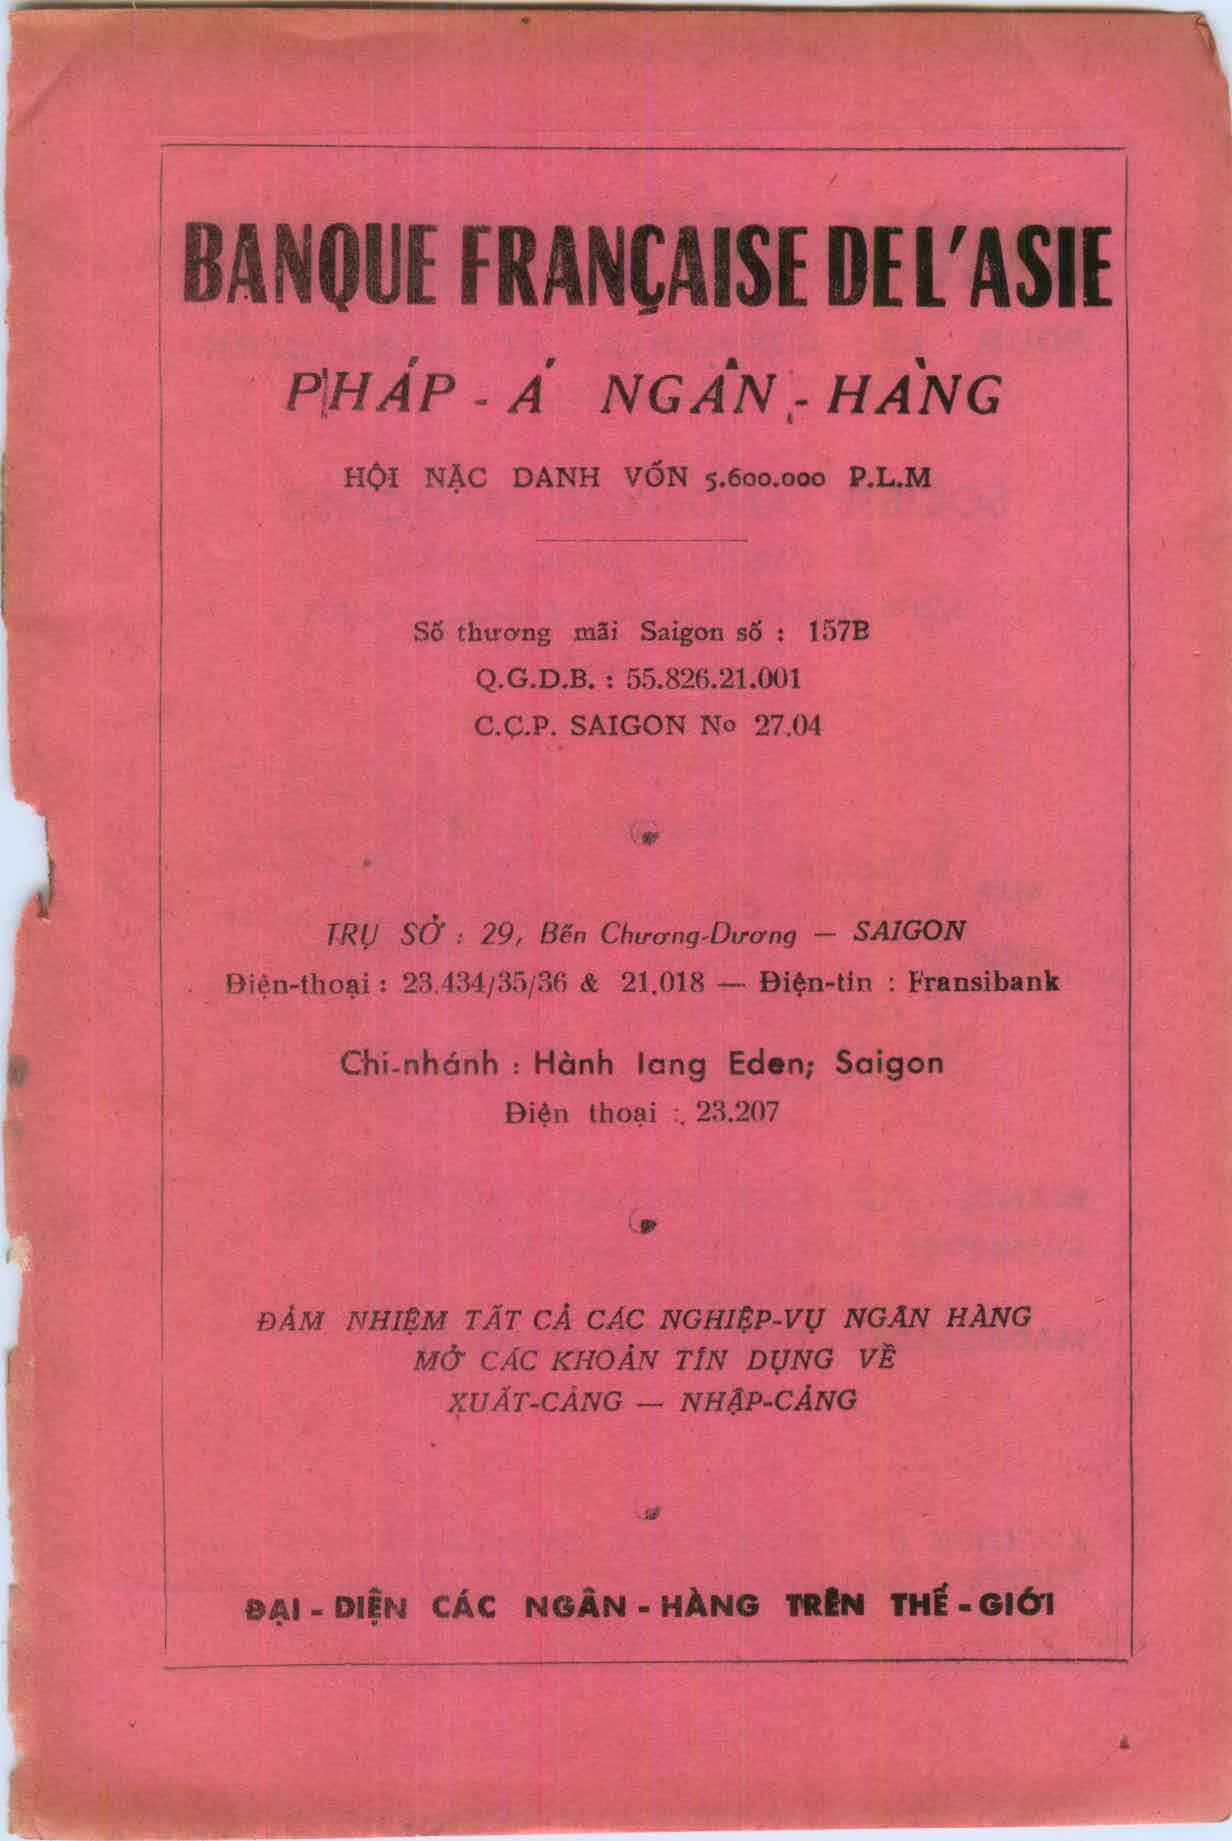 BANQUE FRANÇAISE DE L'ASIE
PHÁP - Á NGÂN - HÀNG
HỘI NẶC DANH VỐN 5.600.000 P.L.M
Số thương mãi Saigon số : 157B
Q.G.D.B. : 55.826.21.001
C.C.P. SAIGON No 27.04
TRỤ SỞ : 29, Bến Chương-Dương — SAIGON
Điện-thoại : 23.434/35/36 & 21.018 — Điện-tin : Fransibank
Chi-nhánh : Hành lang Eden; Saigon
Điện thoại : 23.207
ĐẢM NHIỆM TẤT CẢ CÁC NGHIỆP-VỤ NGÂN HÀNG
MỞ CÁC KHOẢN TÍN DỤNG VỀ
XUẤT-CẢNG — NHẬP-CẢNG
ĐẠI - DIỆN CÁC NGÂN - HÀNG TRÊN THẾ - GIỚI